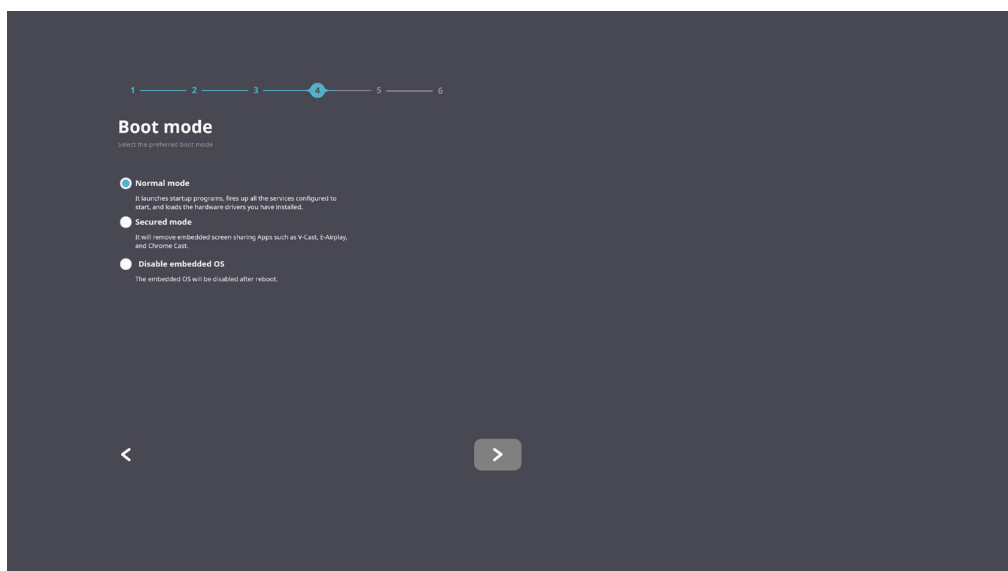 1 2 3 4 5 6
Boot mode
Select the preferred boot mode
Normal mode
It launches startup programs, fires up all the services configured to
start, and loads the hardware drivers you have installed.
Secured mode
It will remove embedded screen sharing Apps such as V-Cast, E-Airplay,
and Chrome Cast.
Disable embedded OS
The embedded OS will be disabled after reboot.